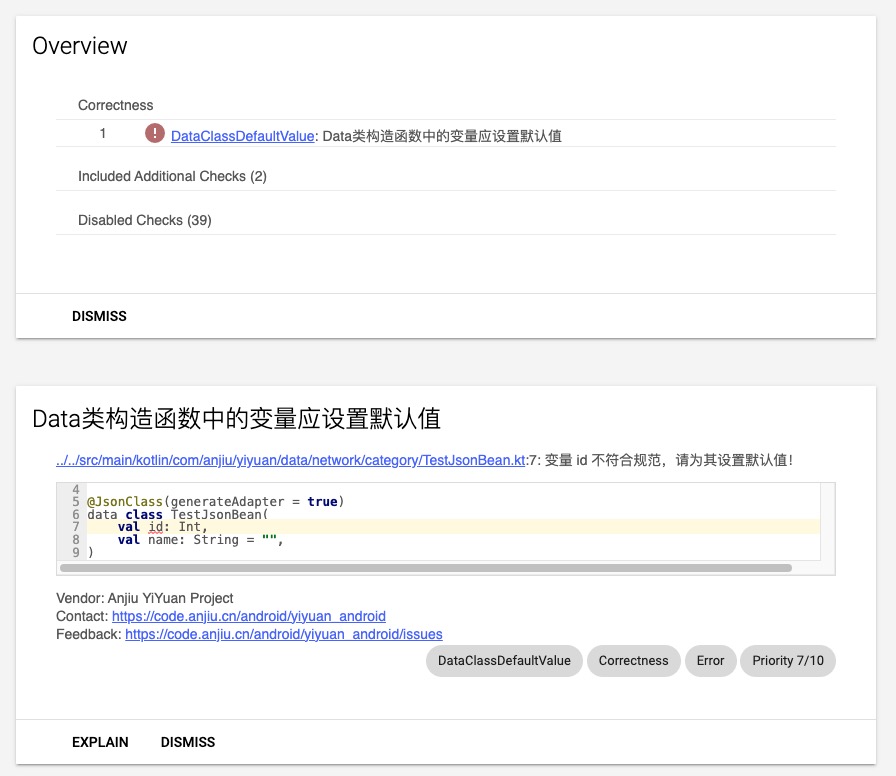 Overview
Correctness
1 ! DataClassDefaultValue: Data类构造函数中的变量应设置默认值
Included Additional Checks (2)
Disabled Checks (39)
DISMISS
Data类构造函数中的变量应设置默认值
../../src/main/kotlin/com/anjiu/yiyuan/data/network/category/TestJsonBean.kt:7: 变量 id 不符合规范，请为其设置默认值！
4
5 @JsonClass(generateAdapter = true)
6 data class TestJsonBean(
7     val id: Int,
8     val name: String = "",
9 )
Vendor: Anjiu YiYuan Project
Contact: https://code.anjiu.cn/android/yiyuan_android
Feedback: https://code.anjiu.cn/android/yiyuan_android/issues
DataClassDefaultValue Correctness Error Priority 7/10
EXPLAIN DISMISS